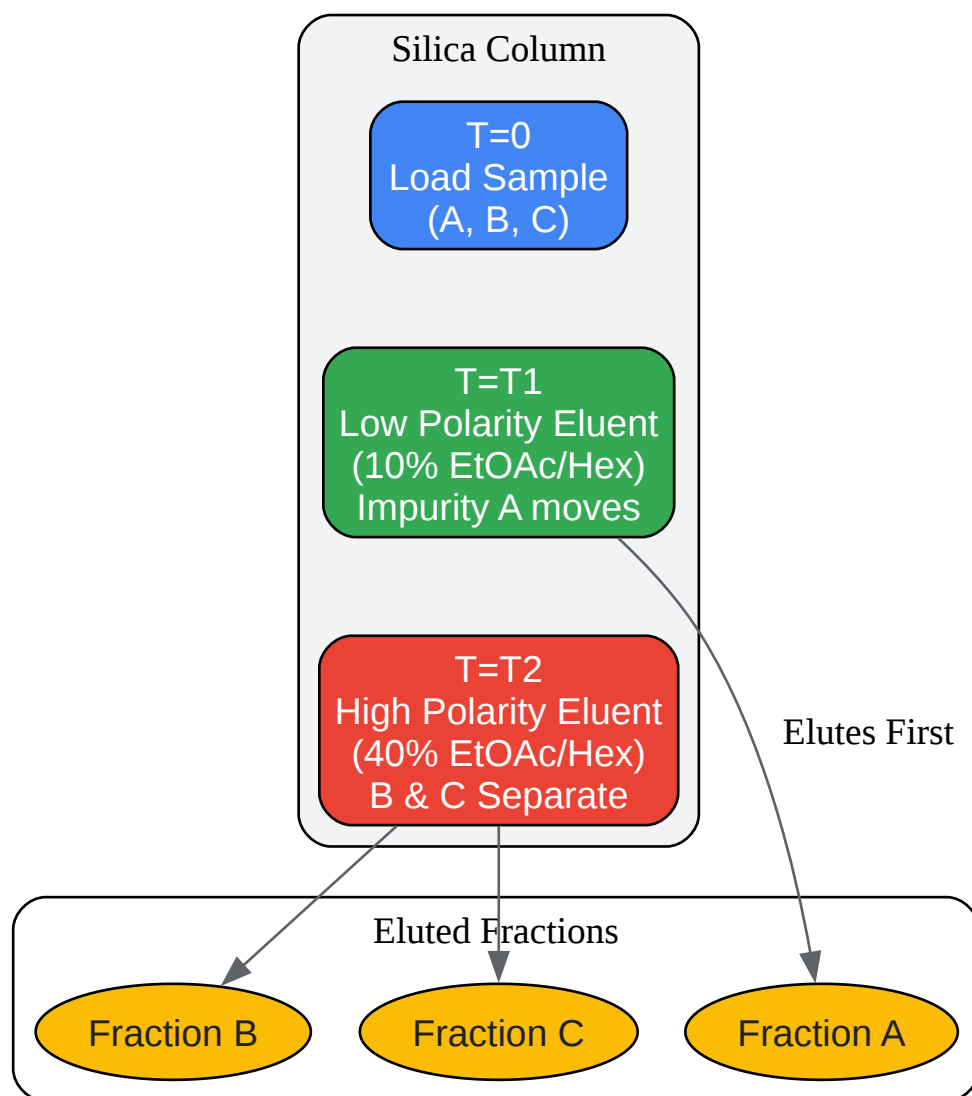 Silica Column
T=0
Load Sample
(A, B, C)
T=T1
Low Polarity Eluent
(10% EtOAc/Hex)
Impurity A moves
T=T2
High Polarity Eluent
(40% EtOAc/Hex)
B & C Separate
Elutes First
Eluted Fractions
Fraction B
Fraction C
Fraction A